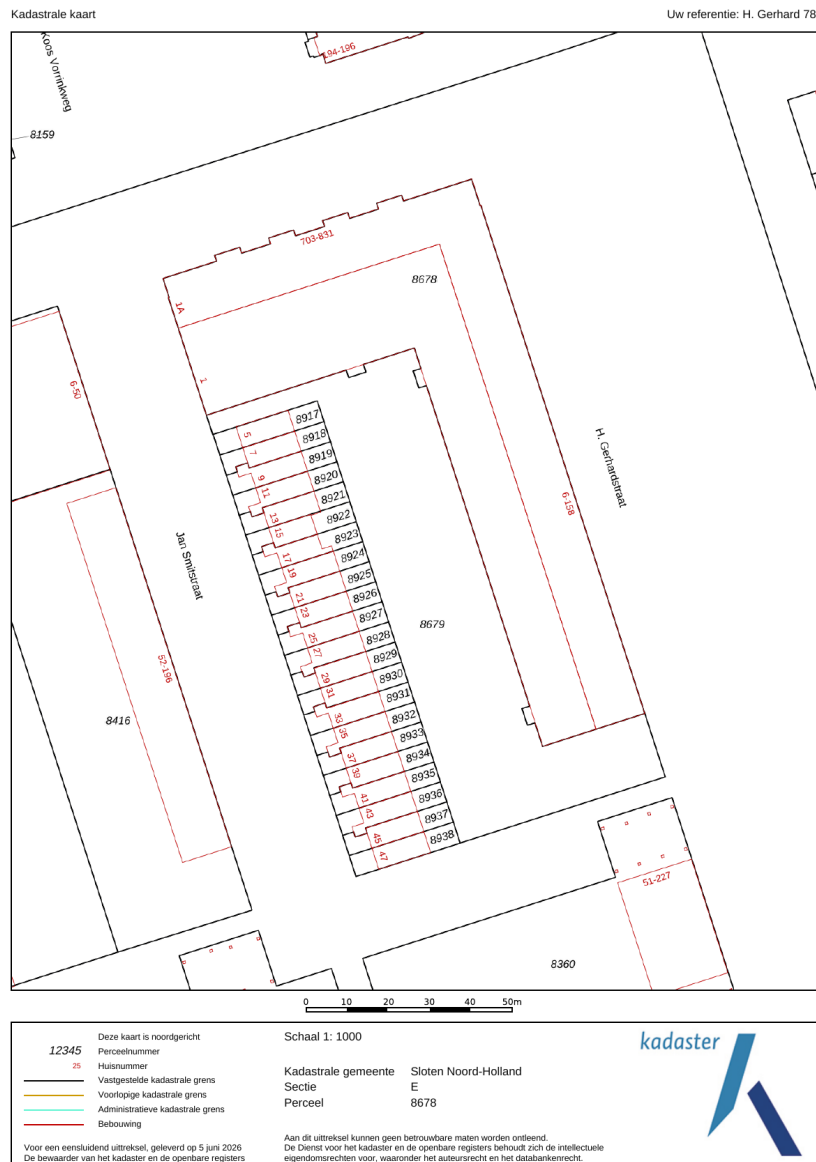 Kadastrale kaart
Uw referentie: H. Gerhard 78
Koos Vorrinkweg
194-196
8159
703-831
8678
1A
1
6-50
8917
5
8918
7
8919
9
8920
11
8921
13
8922
15
8923
17
8924
19
8925
21
8926
23
8927
25
8928
27
8929
29
8930
31
8931
33
8932
35
8933
37
8934
39
8935
41
8936
43
8937
45
8938
47
H. Gerhardstraat
6-158
Jan Smitstraat
8679
52-196
8416
51-227
8360
0 10 20 30 40 50m
Deze kaart is noordgericht
12345 Perceelnummer
25 Huisnummer
Vastgestelde kadastrale grens
Voorlopige kadastrale grens
Administratieve kadastrale grens
Bebouwing
Voor een eensluidend uittreksel, geleverd op 5 juni 2026
De bewaarder van het kadaster en de openbare registers
Schaal 1: 1000
Kadastrale gemeente Sloten Noord-Holland
Sectie E
Perceel 8678
Aan dit uittreksel kunnen geen betrouwbare maten worden ontleend.
De Dienst voor het kadaster en de openbare registers behoudt zich de intellectuele
eigendomsrechten voor, waaronder het auteursrecht en het databankenrecht.
kadaster